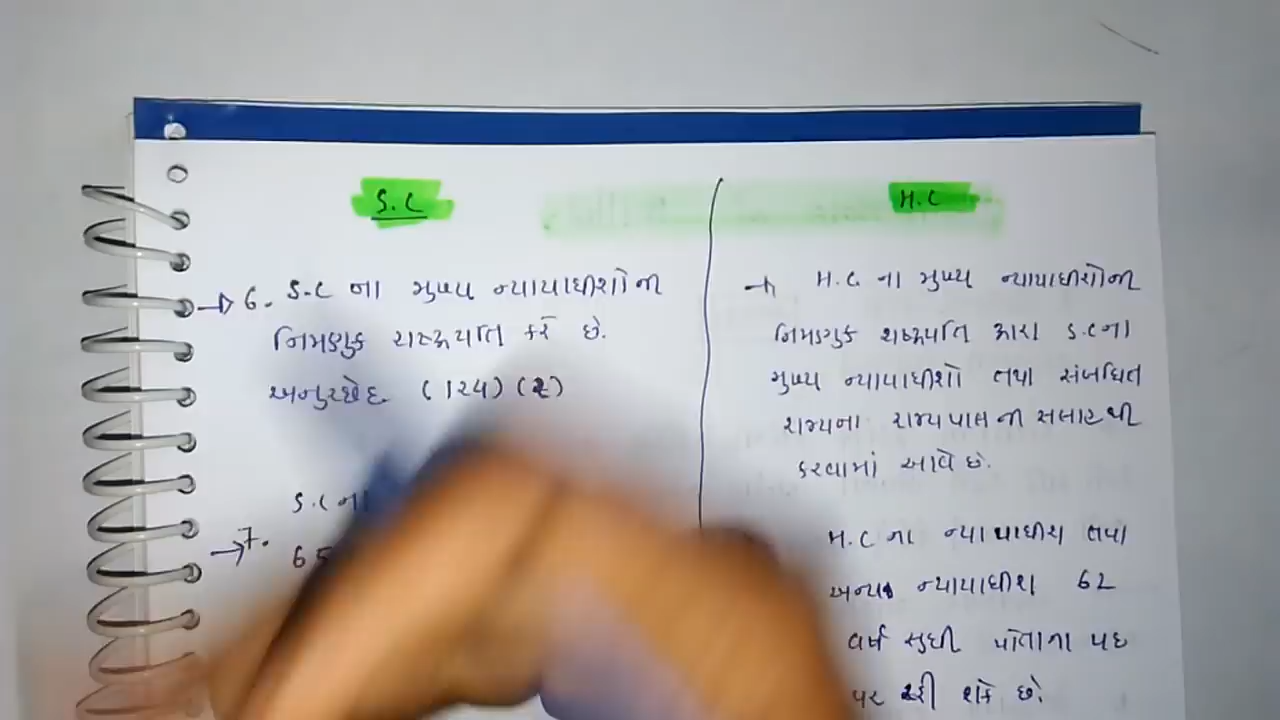 S.C
→ 6. S.C ના મુખ્ય ન્યાયાધીશોની
નિમણુક રાષ્ટ્રપતિ કરે છે.
અનુચ્છેદ (124) (2)
→ 7. S.C ના
65
H.C
→ H.C ના મુખ્ય ન્યાયાધીશોની
નિમણુક રાષ્ટ્રપતિ દ્વારા S.C ના
મુખ્ય ન્યાયાધીશો તથા સંબધિત
રાજ્યના રાજ્યપાલ ની સલાહથી
કરવામાં આવે છે.
H.C ના ન્યાયાધીશ તથા
અન્ય ન્યાયાધીશ 62
વર્ષ સુધી પોતાના પદ
પર રહી શકે છે.